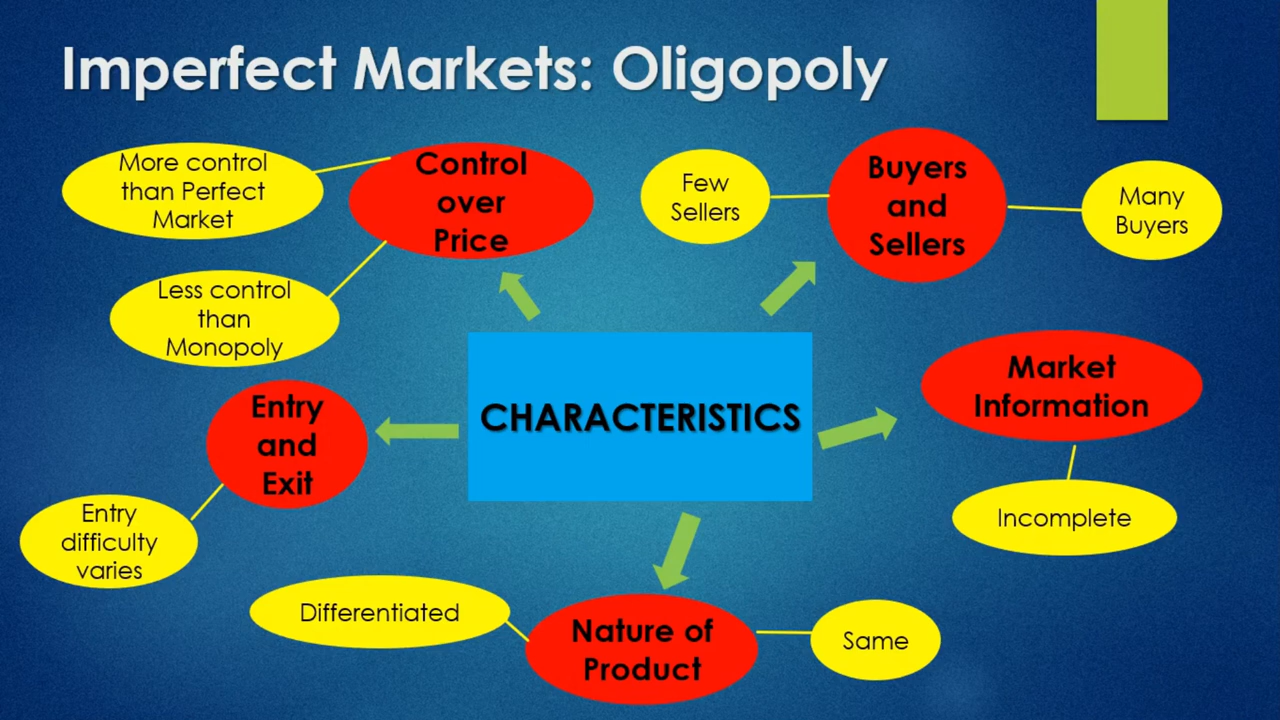 Imperfect Markets: Oligopoly
More control
than Perfect
Market
Control
over
Price
Less control
than
Monopoly
Few
Sellers
Buyers
and
Sellers
Many
Buyers
CHARACTERISTICS
Market
Information
Incomplete
Entry
and
Exit
Entry
difficulty
varies
Differentiated
Nature of
Product
Same